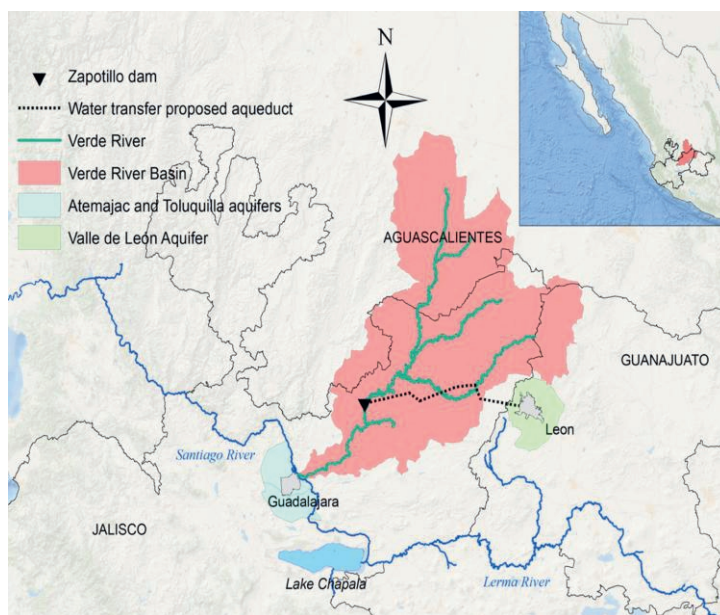 N
Zapotillo dam
Water transfer proposed aqueduct
Verde River
Verde River Basin
Atemajac and Toluquilla aquifers
Valle de León Aquifer
AGUASCALIENTES
GUANAJUATO
Leon
Santiago River
Guadalajara
JALISCO
Lake Chapala
Lerma River